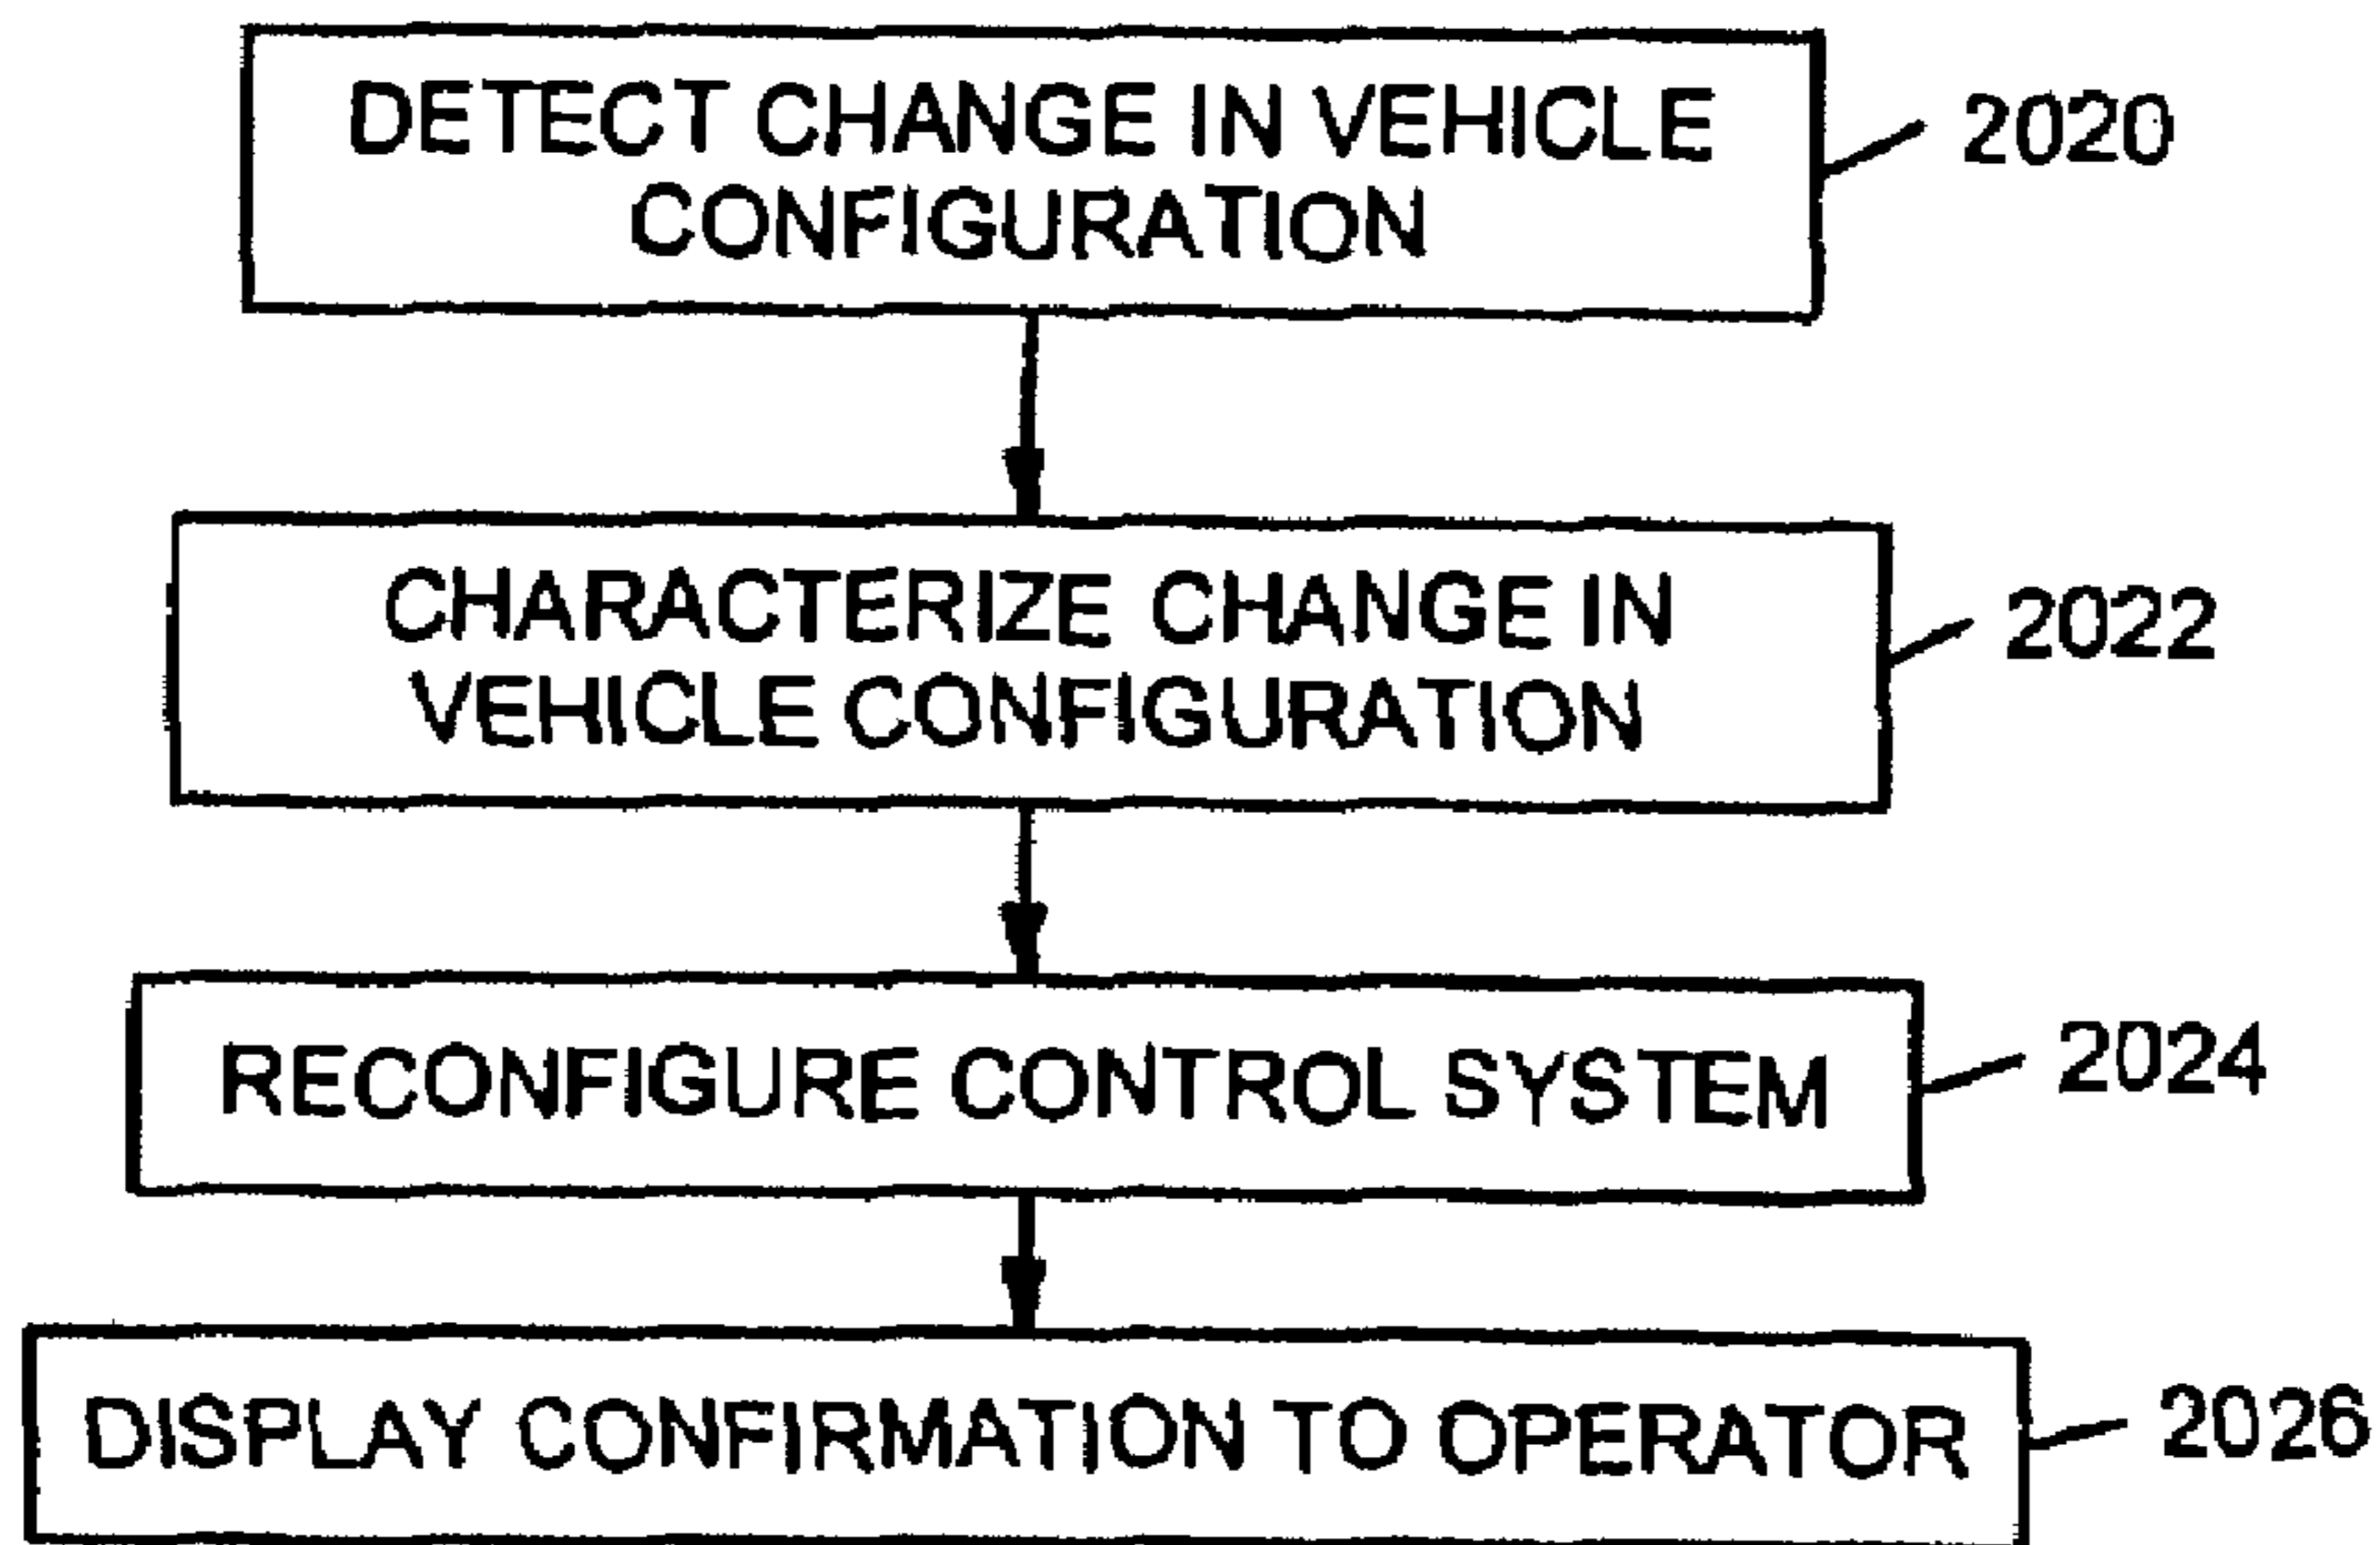 DETECT CHANGE IN VEHICLE
CONFIGURATION
2020
CHARACTERIZE CHANGE IN
VEHICLE CONFIGURATION
2022
RECONFIGURE CONTROL SYSTEM
2024
DISPLAY CONFIRMATION TO OPERATOR
2026